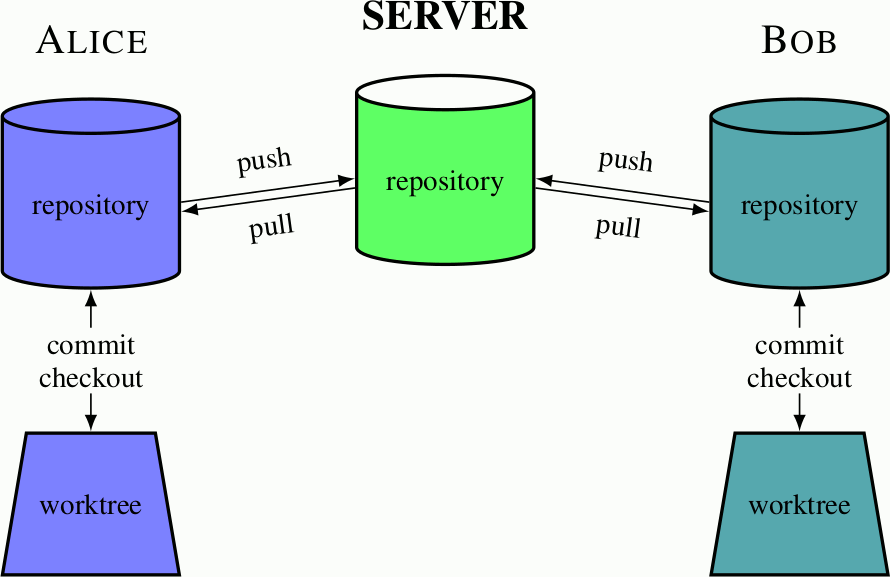 ALICE
SERVER
BOB
repository
push
pull
repository
push
pull
repository
commit
checkout
commit
checkout
worktree
worktree